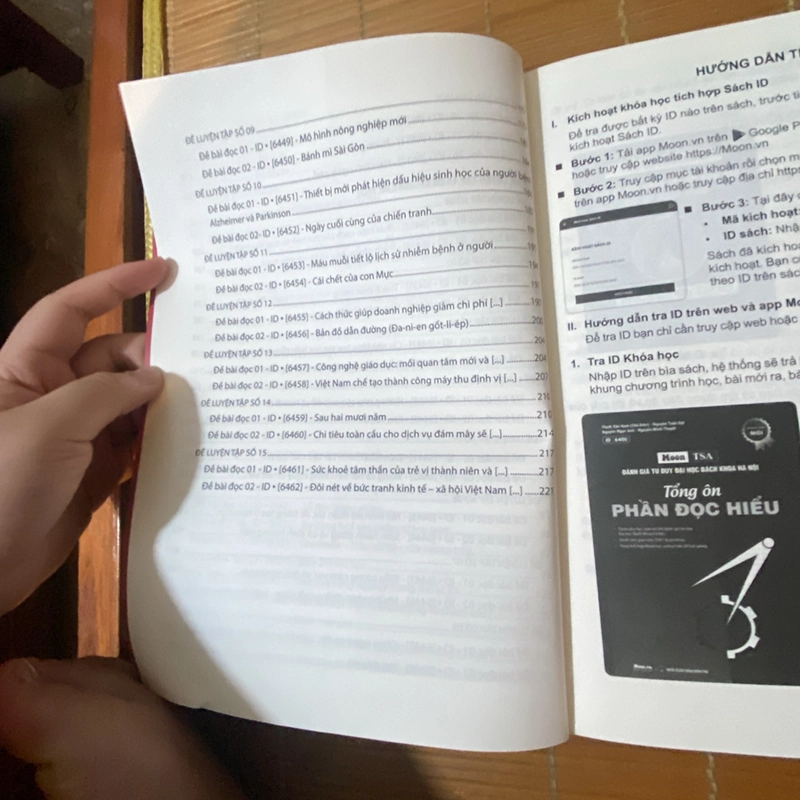 ĐỀ LUYỆN TẬP SỐ 09
Đề bài đọc 01 - ID • [6449] - Mô hình nông nghiệp mới
Đề bài đọc 02 - ID • [6450] - Bánh mì Sài Gòn
ĐỀ LUYỆN TẬP SỐ 10
Đề bài đọc 01 - ID • [6451] - Thiết bị mới phát hiện dấu hiệu sinh học của người
Alzheimer và Parkinson
Đề bài đọc 02- ID • [6452] - Ngày cuối cùng của chiến tranh
ĐỀ LUYỆN TẬP SỐ 11
Đề bài đọc 01 - ID • [6453] - Máu muỗi tiết lộ lịch sử nhiễm bệnh ở người
Đề bài đọc 02 - ID • [6454] - Cái chết của con Mực
ĐỀ LUYỆN TẬP SỐ 12
Đề bài đọc 01 - ID • [6455] - Cách thức giúp doanh nghiệp giảm chi phí [...]
Đề bài đọc 02 - ID • [6456] - Bản đồ dẫn đường (Đa-ni-en gốt-li-ép)
ĐỀ LUYỆN TẬP SỐ 13
Đề bài đọc 01 - ID • [6457] - Công nghệ giáo dục: mối quan tâm mới và [...] 204
Đề bài đọc 02 - ID • [6458] - Việt Nam chế tạo thành công máy thu định vị [...] 207
ĐỀ LUYỆN TẬP SỐ 14 210
Đề bài đọc 01 - ID • [6459] - Sau hai mươi năm 210
Đề bài đọc 02 - ID • [6460] - Chi tiêu toàn cầu cho dịch vụ đám mây sẽ [...] 214
ĐỀ LUYỆN TẬP SỐ 15 217
Đề bài đọc 01 - ID • [6461] - Sức khoẻ tâm thần của trẻ vị thành niên và [...] 217
Đề bài đọc 02 - ID • [6462] - Đôi nét về bức tranh kinh tế – xã hội Việt Nam [...] 221
HƯỚNG DẪN
I. Kích hoạt khóa học tích hợp Sách ID
Để tra được bất kỳ ID nào trên sách, trước
kích hoạt Sách ID.
Bước 1: Tải app Moon.vn trên Google
hoặc truy cập website https://Moon.vn
Bước 2: Truy cập mục tài khoản rồi chọn
trên app Moon.vn hoặc truy cập địa chỉ
Bước 3: Tại đây
• Mã kích hoạt:
• ID sách:
Sách đã kích
kích hoạt. Bạn
theo ID trên
II. Hướng dẫn tra ID trên web và app
Để tra ID bạn chỉ cần truy cập web hoặc
1. Tra ID Khóa học
Nhập ID trên bìa sách, hệ thống sẽ trả
khung chương trình học, bài mới ra,
Moon TSA
ĐÁNH GIÁ TƯ DUY ĐẠI HỌC BÁCH KHOA HÀ NỘI
Tổng ôn
PHẦN ĐỌC HIỂU